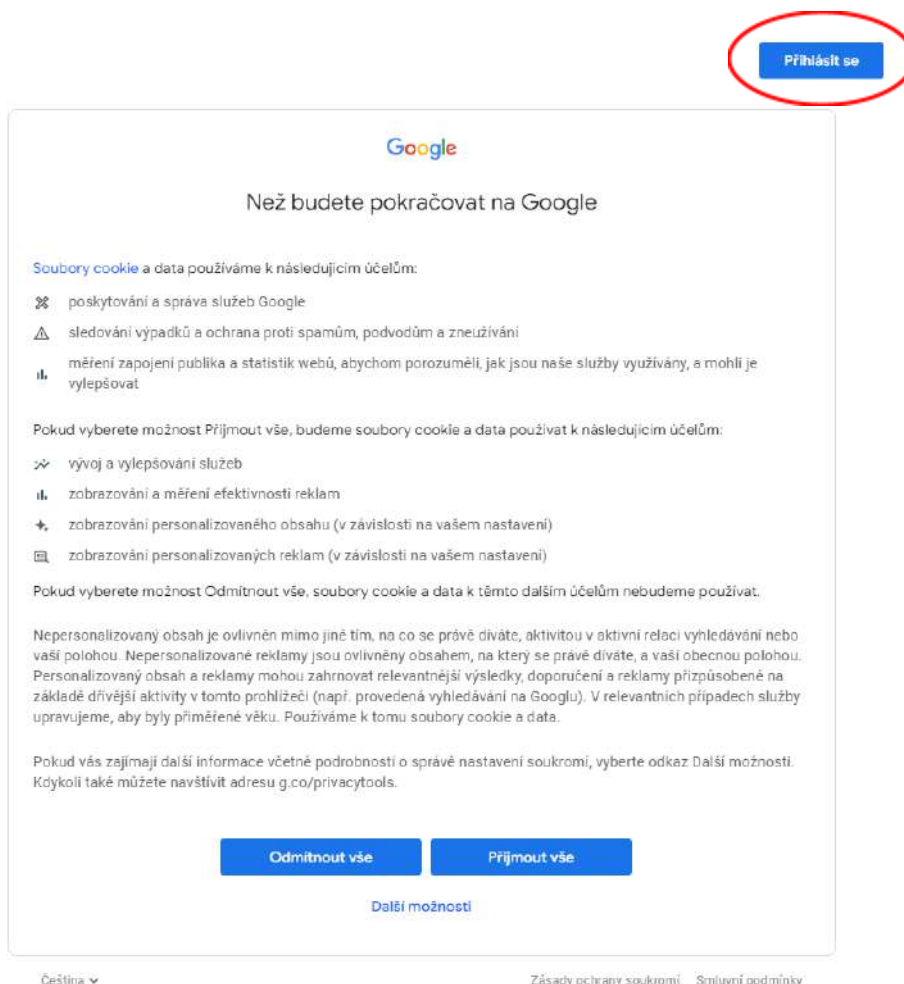 Přihlásit se
Google
Než budete pokračovat na Google
Soubory cookie a data používáme k následujícím účelům:
poskytování a správa služeb Google
sledování výpadků a ochrana proti spamům, podvodům a zneužívání
měření zapojení publika a statistik webů, abychom porozuměli, jak jsou naše služby využívány, a mohli je
vylepšovat
Pokud vyberete možnost Přijmout vše, budeme soubory cookie a data používat k následujícím účelům:
vývoj a vylepšování služeb
zobrazování a měření efektivnosti reklam
zobrazování personalizovaného obsahu (v závislosti na vašem nastavení)
zobrazování personalizovaných reklam (v závislosti na vašem nastavení)
Pokud vyberete možnost Odmítnout vše, soubory cookie a data k těmto dalším účelům nebudeme používat.
Nepersonalizovaný obsah je ovlivněn mimo jiné tím, na co se právě díváte, aktivitou v aktivní relaci vyhledávání nebo
vaší polohou. Nepersonalizované reklamy jsou ovlivněny obsahem, na který se právě díváte, a vaší obecnou polohou.
Personalizovaný obsah a reklamy mohou zahrnovat relevantnější výsledky, doporučení a reklamy přizpůsobené na
základě dřívější aktivity v tomto prohlížeči (např. provedená vyhledávání na Googlu). V relevantních případech služby
upravujeme, aby byly přiměřené věku. Používáme k tomu soubory cookie a data.
Pokud vás zajímají další informace včetně podrobností o správě nastavení soukromí, vyberte odkaz Další možnosti.
Kdykoli také můžete navštívit adresu g.co/privacytools.
Odmítnout vše Přijmout vše
Další možnosti
Čeština Zásady ochrany soukromí Smluvní podmínky